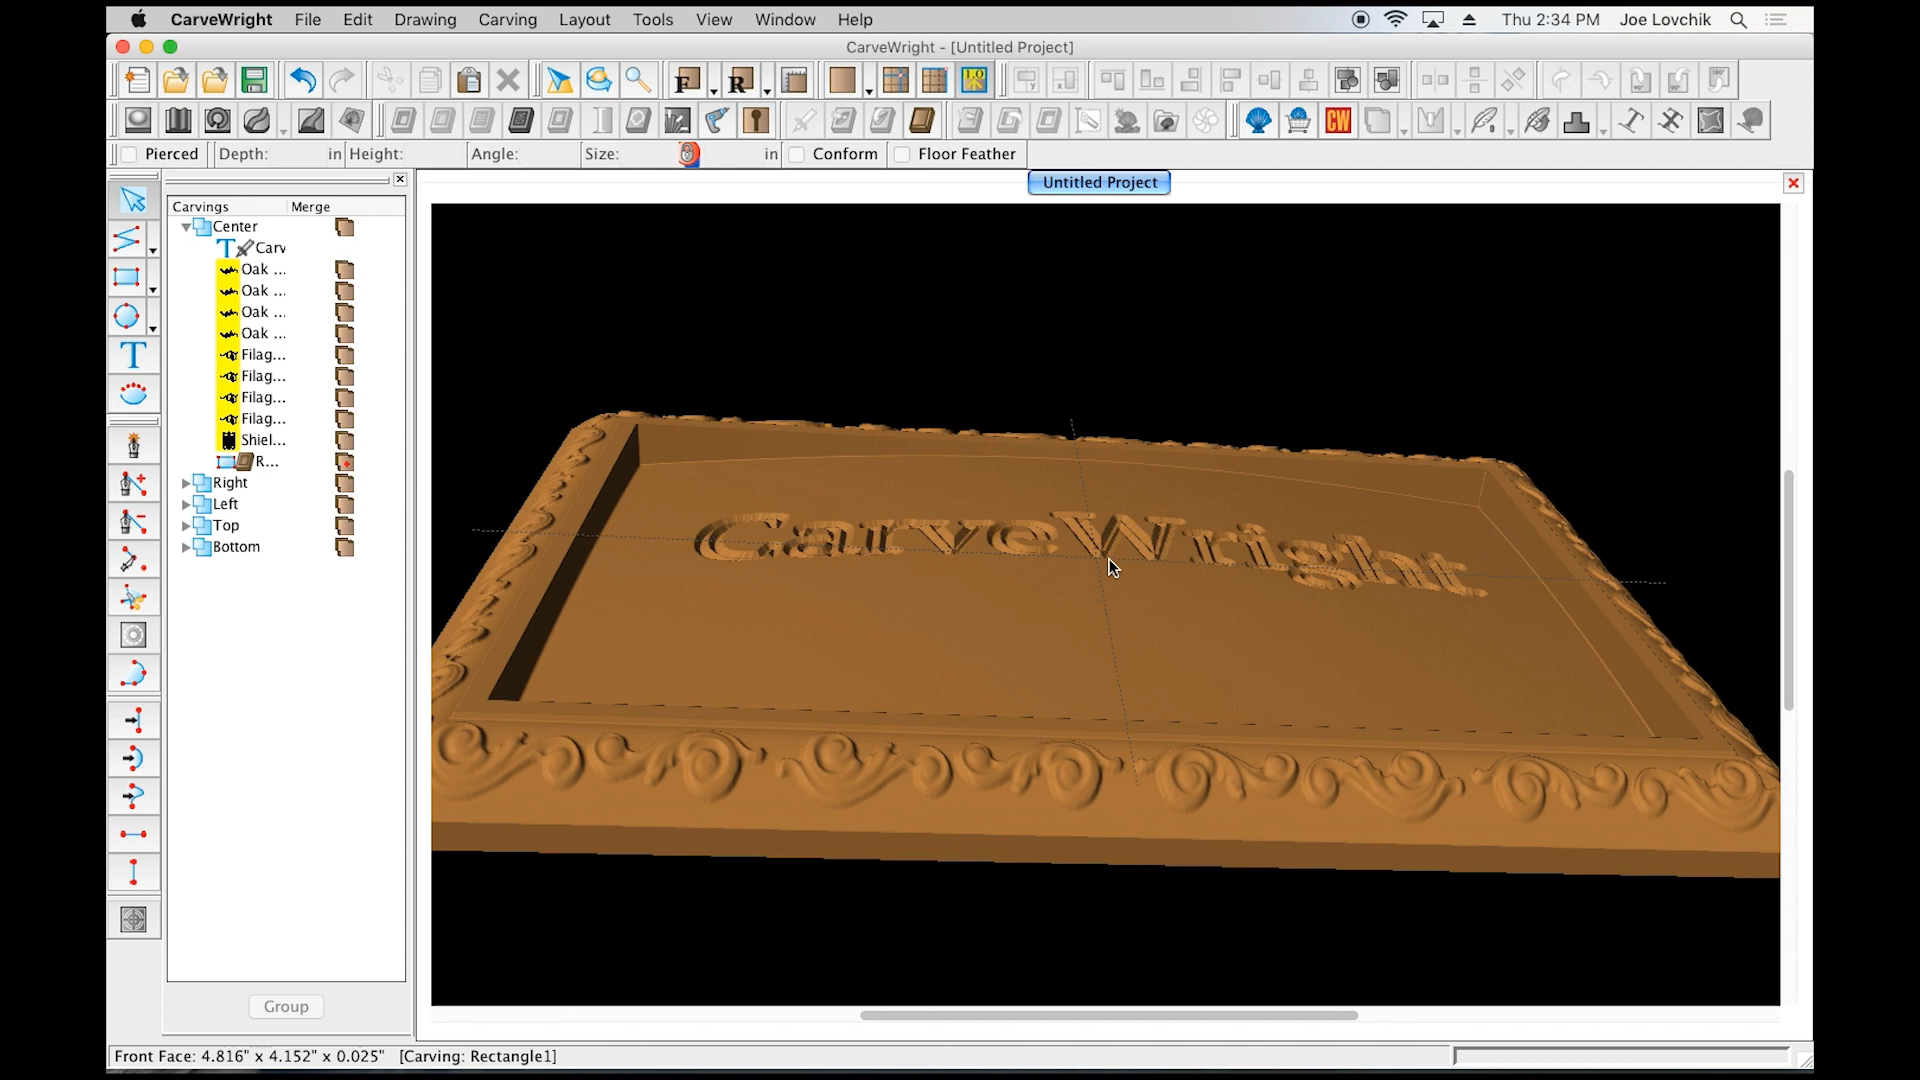 CarveWright File Edit Drawing Carving Layout Tools View Window Help Thu 2:34 PM Joe Lovchik
CarveWright - [Untitled Project]
F R 1.0
CW
Pierced Depth: in Height: Angle: Size: in Conform Floor Feather
Untitled Project
Carvings Merge
Center
T Carv
Oak ...
Oak ...
Oak ...
Oak ...
Filag...
Filag...
Filag...
Filag...
Shiel...
R...
Right
Left
Top
Bottom
T
CarveWright
Group
Front Face: 4.816" x 4.152" x 0.025" [Carving: Rectangle1]